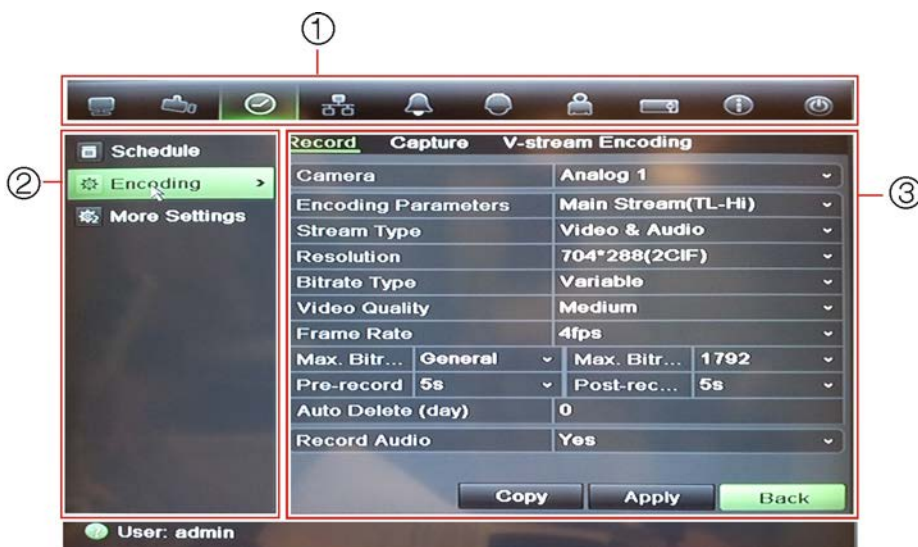 ①
②
③
Schedule
Encoding >
More Settings
Record Capture V-stream Encoding
Camera Analog 1
Encoding Parameters Main Stream(TL-Hi)
Stream Type Video & Audio
Resolution 704*288(2CIF)
Bitrate Type Variable
Video Quality Medium
Frame Rate 4fps
Max. Bitr... General Max. Bitr... 1792
Pre-record 5s Post-rec... 5s
Auto Delete (day) 0
Record Audio Yes
Copy Apply Back
User: admin